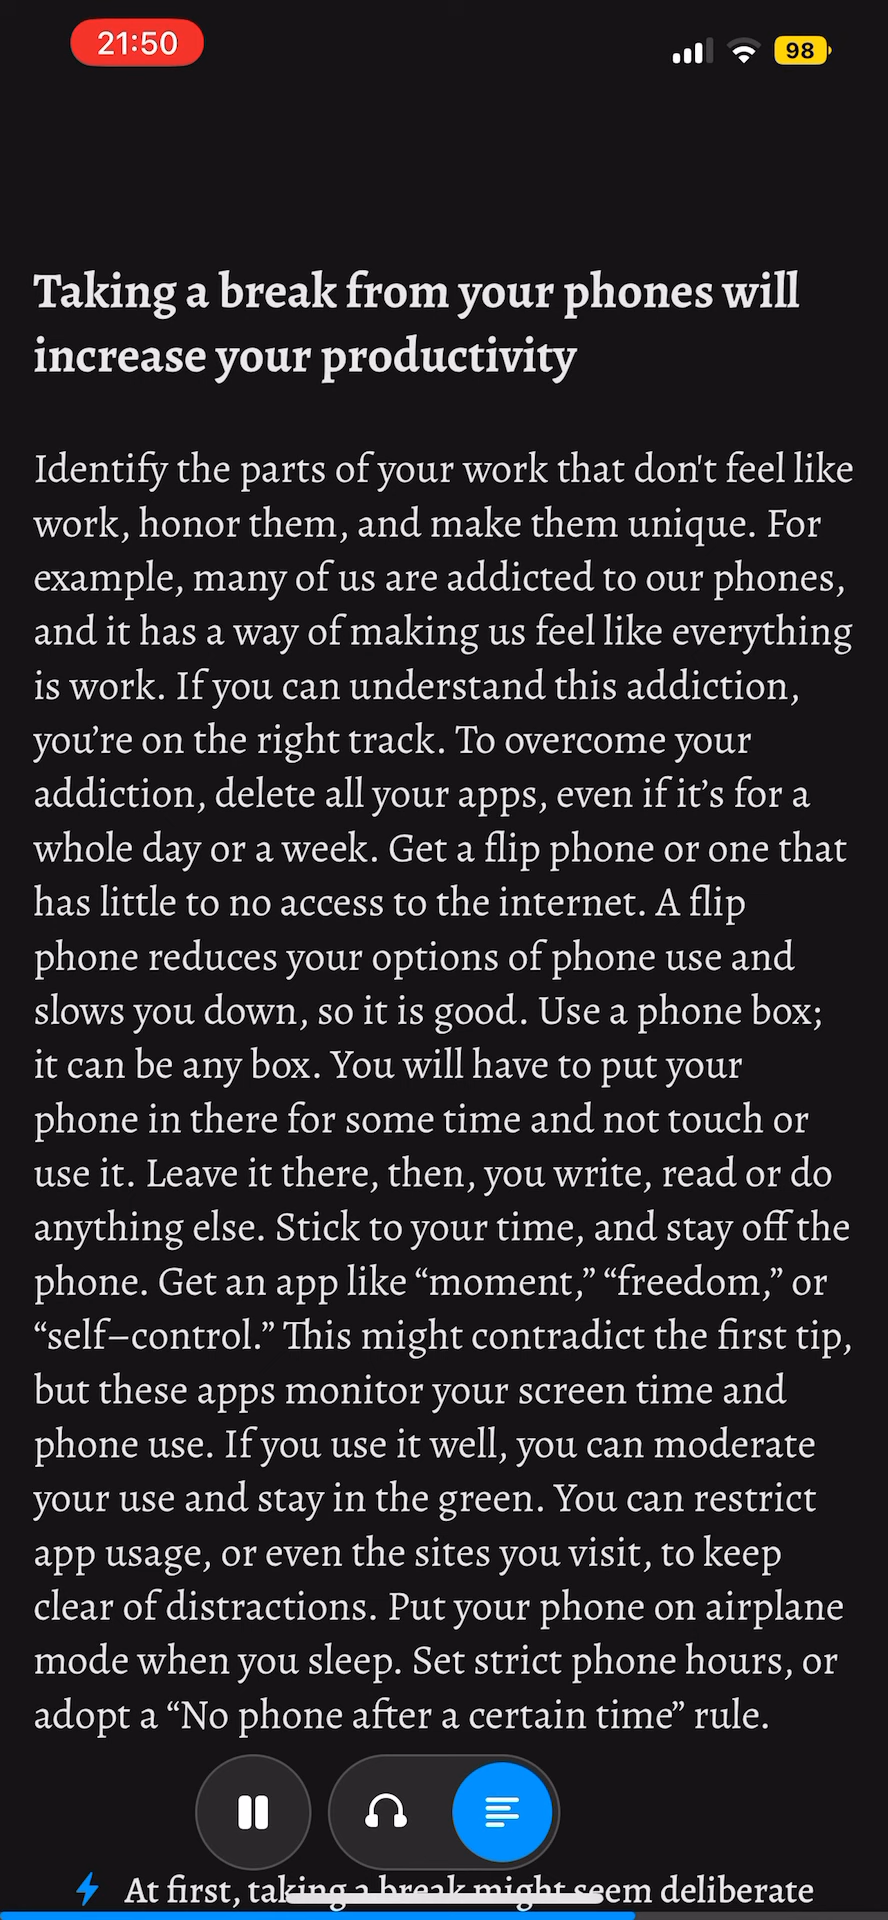 21:50
98
Taking a break from your phones will
increase your productivity
Identify the parts of your work that don't feel like
work, honor them, and make them unique. For
example, many of us are addicted to our phones,
and it has a way of making us feel like everything
is work. If you can understand this addiction,
you’re on the right track. To overcome your
addiction, delete all your apps, even if it’s for a
whole day or a week. Get a flip phone or one that
has little to no access to the internet. A flip
phone reduces your options of phone use and
slows you down, so it is good. Use a phone box;
it can be any box. You will have to put your
phone in there for some time and not touch or
use it. Leave it there, then, you write, read or do
anything else. Stick to your time, and stay off the
phone. Get an app like “moment,” “freedom,” or
“self–control.” This might contradict the first tip,
but these apps monitor your screen time and
phone use. If you use it well, you can moderate
your use and stay in the green. You can restrict
app usage, or even the sites you visit, to keep
clear of distractions. Put your phone on airplane
mode when you sleep. Set strict phone hours, or
adopt a “No phone after a certain time” rule.
At first, taking a break might seem deliberate